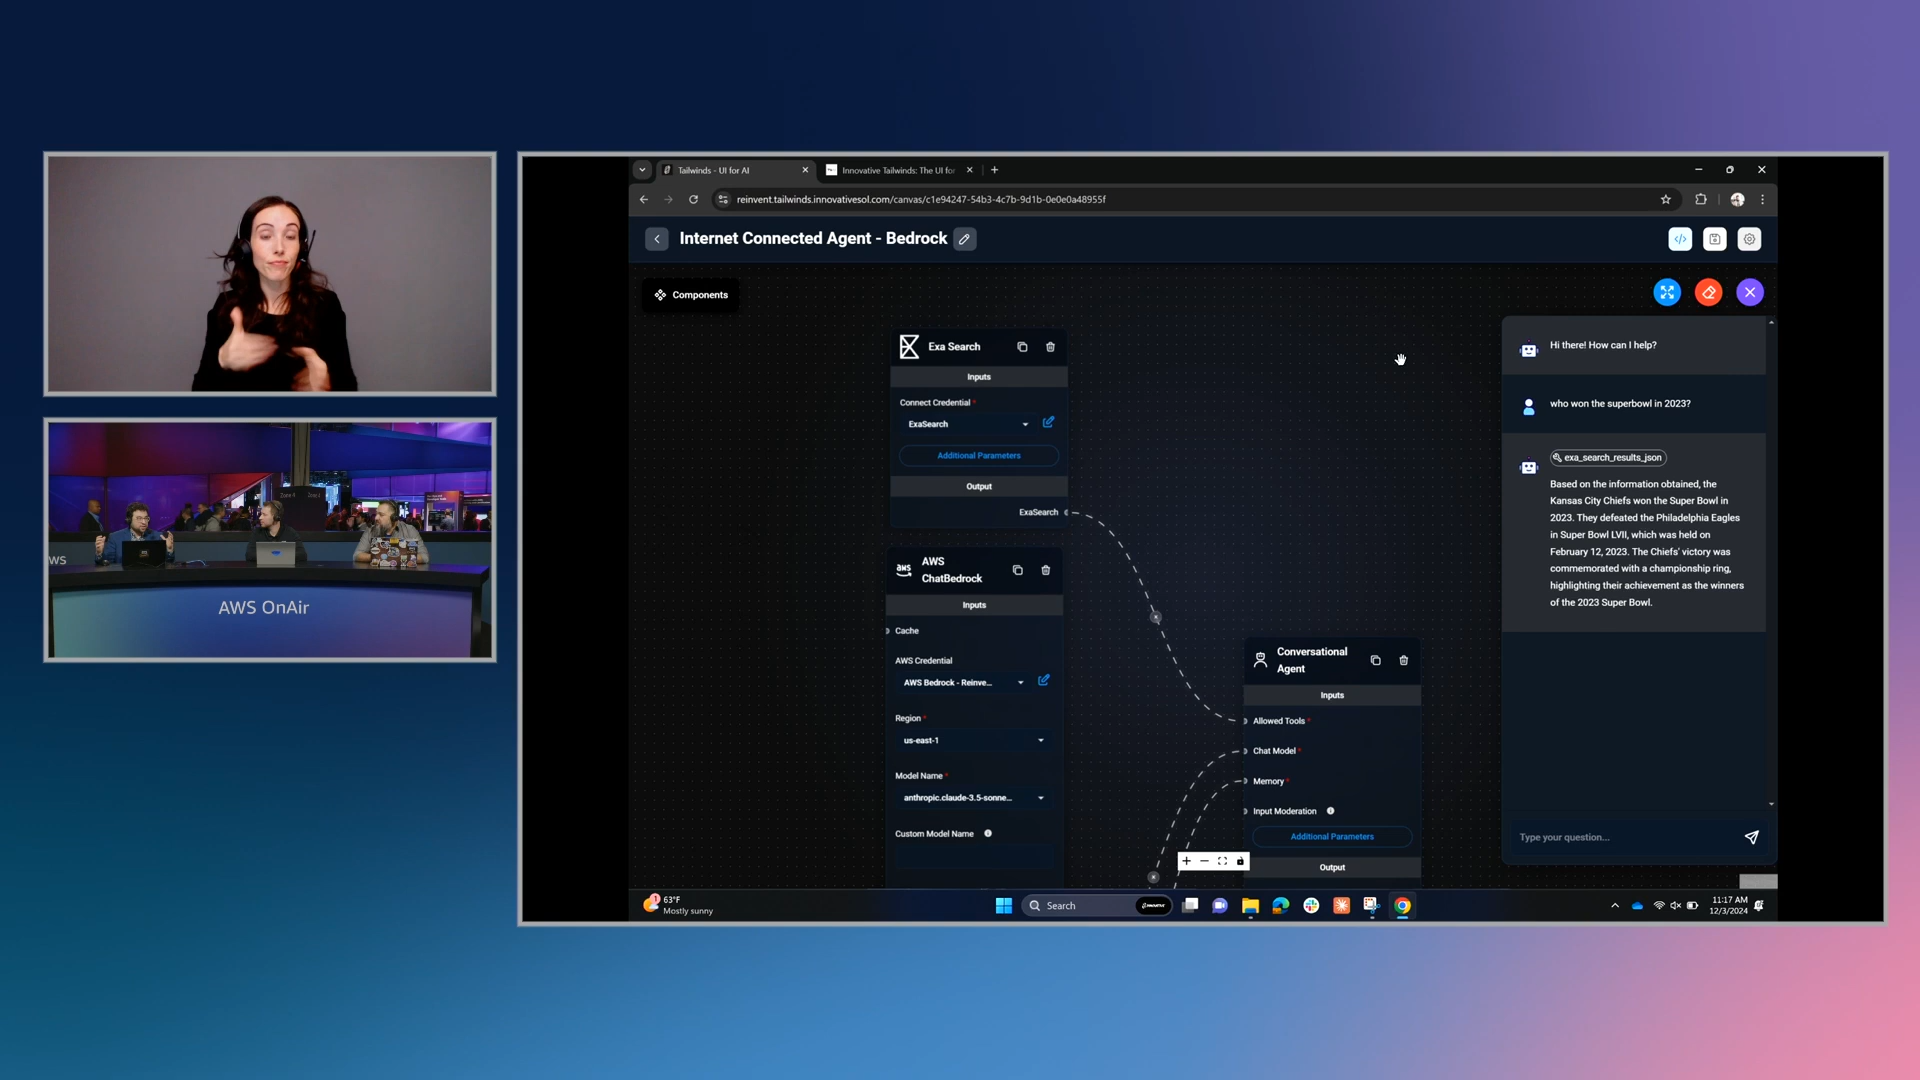 Tailwinds - UI for AI
Innovative Tailwinds: The UI for
reinvent.tailwinds.innovativesol.com/canvas/c1e94247-54b3-4c7b-9d1b-0e0e0a48955f
Internet Connected Agent - Bedrock
Components
Exa Search
Inputs
Connect Credential *
ExaSearch
Additional Parameters
Output
ExaSearch
aws
AWS
ChatBedrock
Inputs
Cache
AWS Credential
AWS Bedrock - Reinve...
Region *
us-east-1
Model Name *
anthropic.claude-3.5-sonne...
Custom Model Name
Conversational
Agent
Inputs
Allowed Tools *
Chat Model *
Memory *
Input Moderation
Additional Parameters
Output
Hi there! How can I help?
who won the superbowl in 2023?
exa_search_results_json
Based on the information obtained, the
Kansas City Chiefs won the Super Bowl in
2023. They defeated the Philadelphia Eagles
in Super Bowl LVII, which was held on
February 12, 2023. The Chiefs' victory was
commemorated with a championship ring,
highlighting their achievement as the winners
of the 2023 Super Bowl.
Type your question...
1
63°F
Mostly sunny
Search
11:17 AM
12/3/2024
WS
AWS OnAir